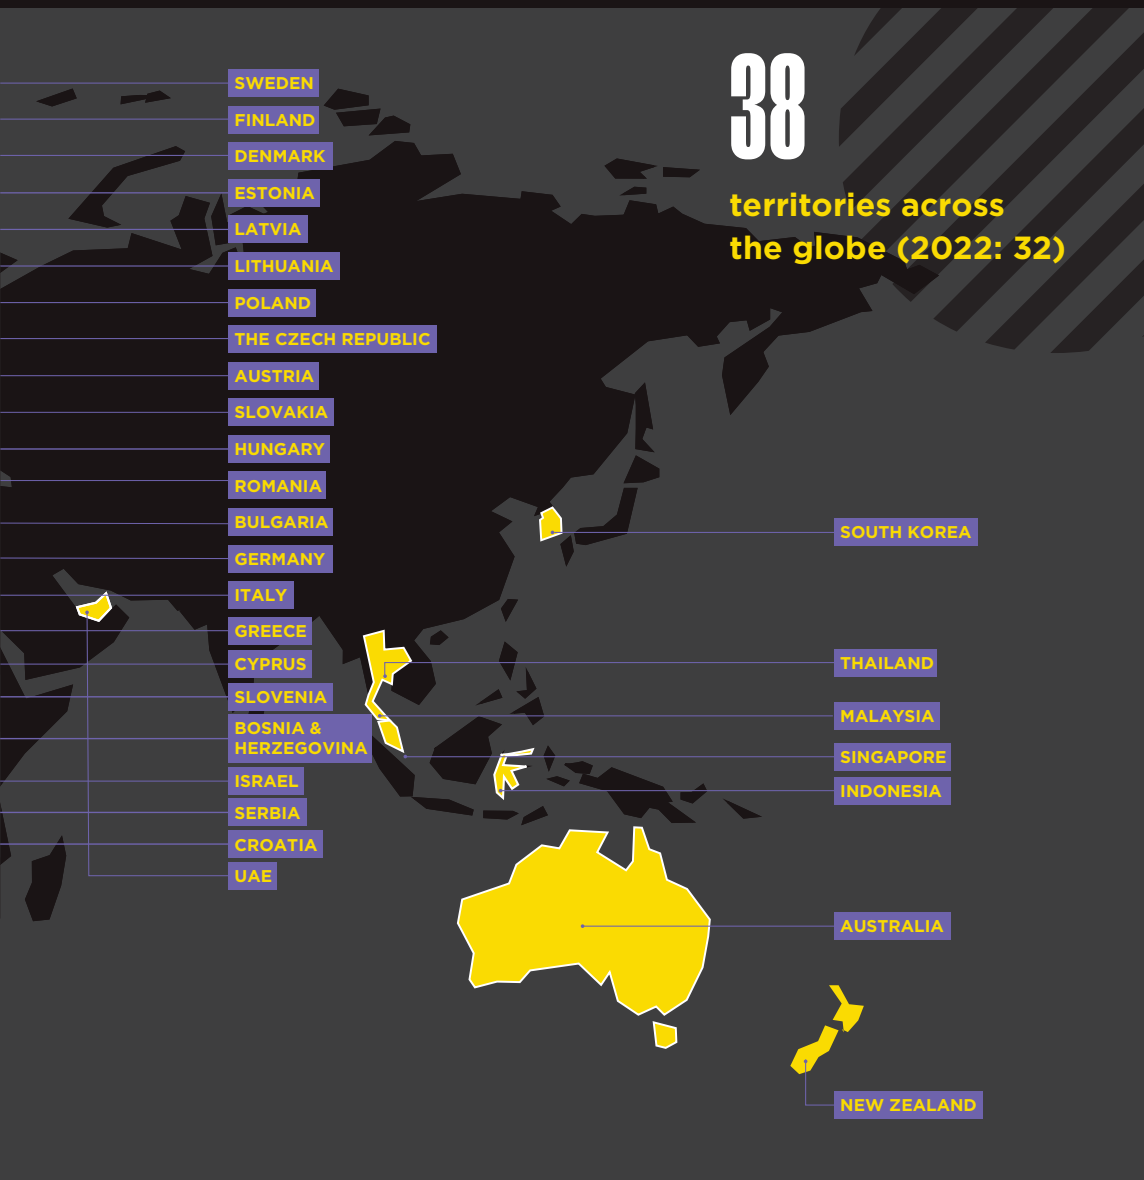 38
territories across
the globe (2022: 32)
SWEDEN
FINLAND
DENMARK
ESTONIA
LATVIA
LITHUANIA
POLAND
THE CZECH REPUBLIC
AUSTRIA
SLOVAKIA
HUNGARY
ROMANIA
BULGARIA
GERMANY
ITALY
GREECE
CYPRUS
SLOVENIA
BOSNIA &
HERZEGOVINA
ISRAEL
SERBIA
CROATIA
UAE
SOUTH KOREA
THAILAND
MALAYSIA
SINGAPORE
INDONESIA
AUSTRALIA
NEW ZEALAND